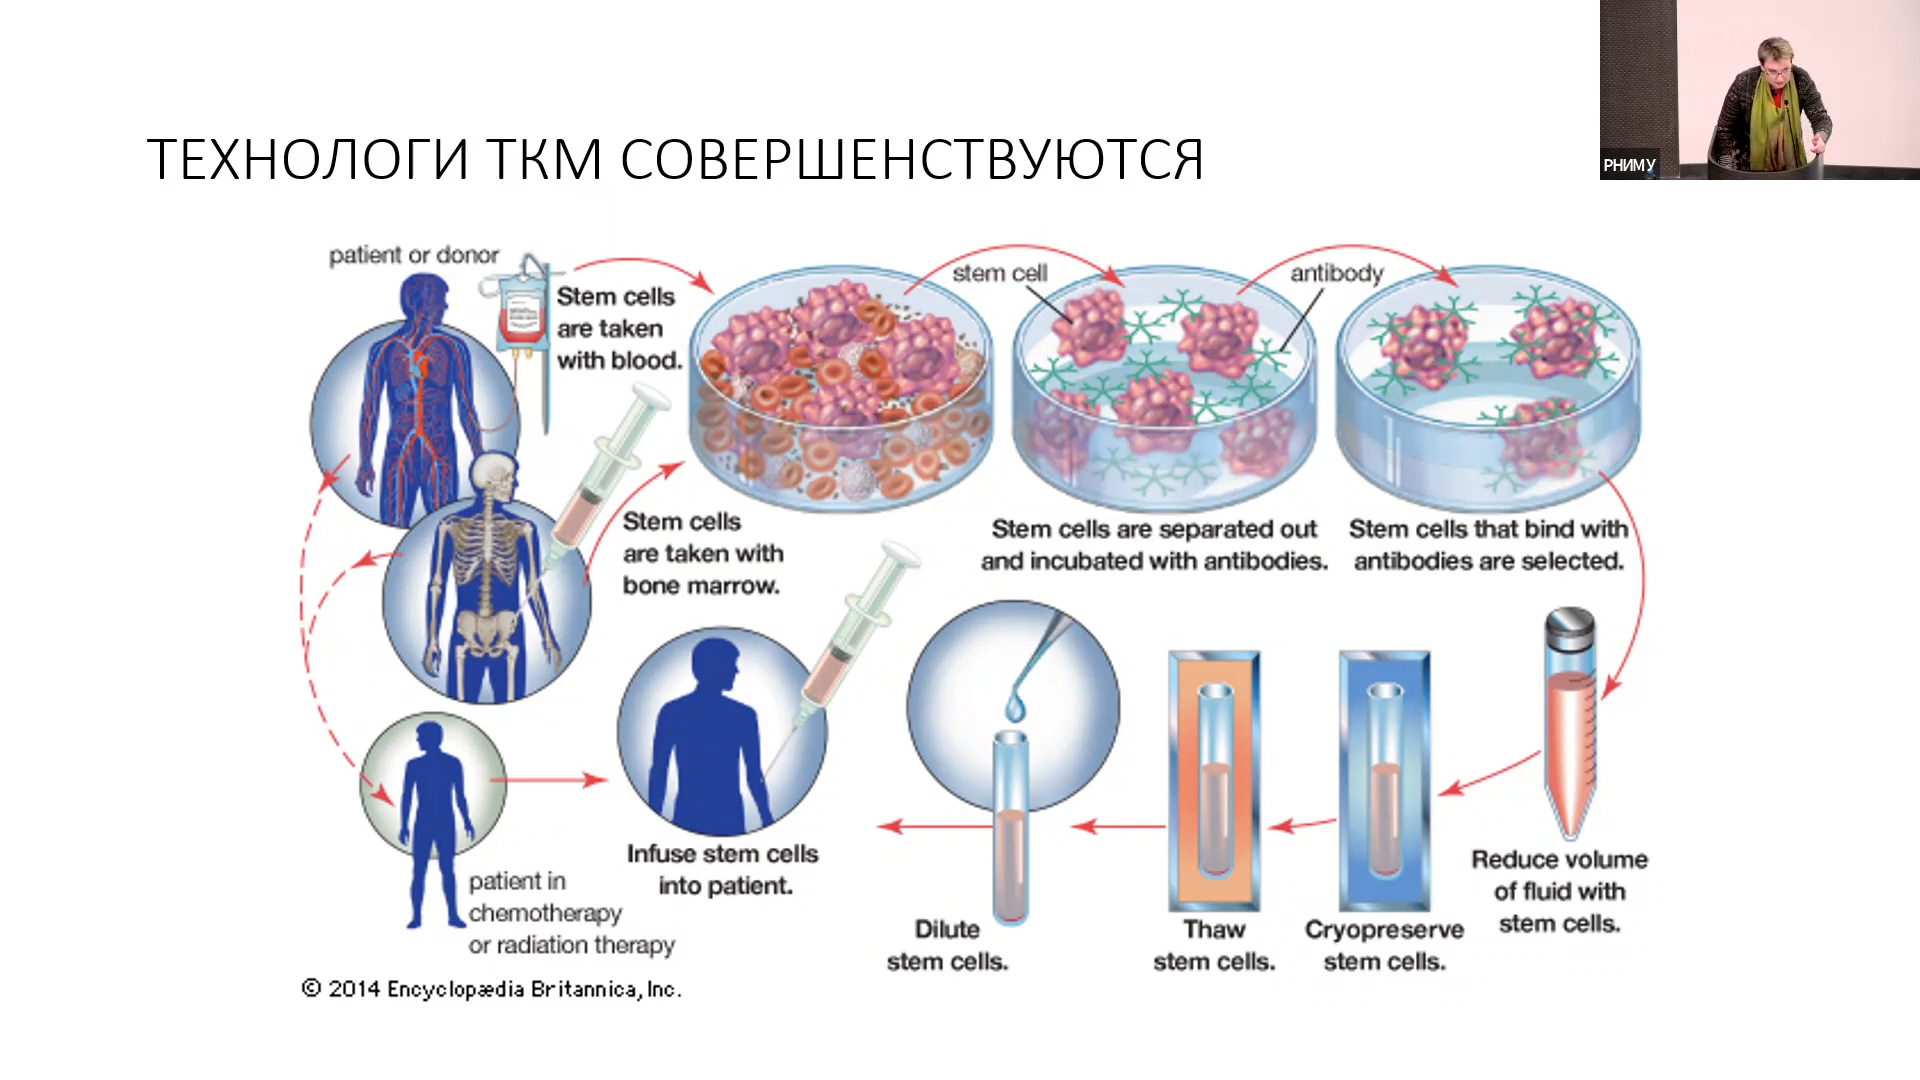 ТЕХНОЛОГИ ТКМ СОВЕРШЕНСТВУЮТСЯ
РНИМУ
patient or donor
Stem cells
are taken
with blood.
stem cell
antibody
Stem cells
are taken with
bone marrow.
Stem cells are separated out
and incubated with antibodies.
Stem cells that bind with
antibodies are selected.
Reduce volume
of fluid with
stem cells.
Cryopreserve
stem cells.
Thaw
stem cells.
Dilute
stem cells.
Infuse stem cells
into patient.
patient in
chemotherapy
or radiation therapy
© 2014 Encyclopædia Britannica, Inc.